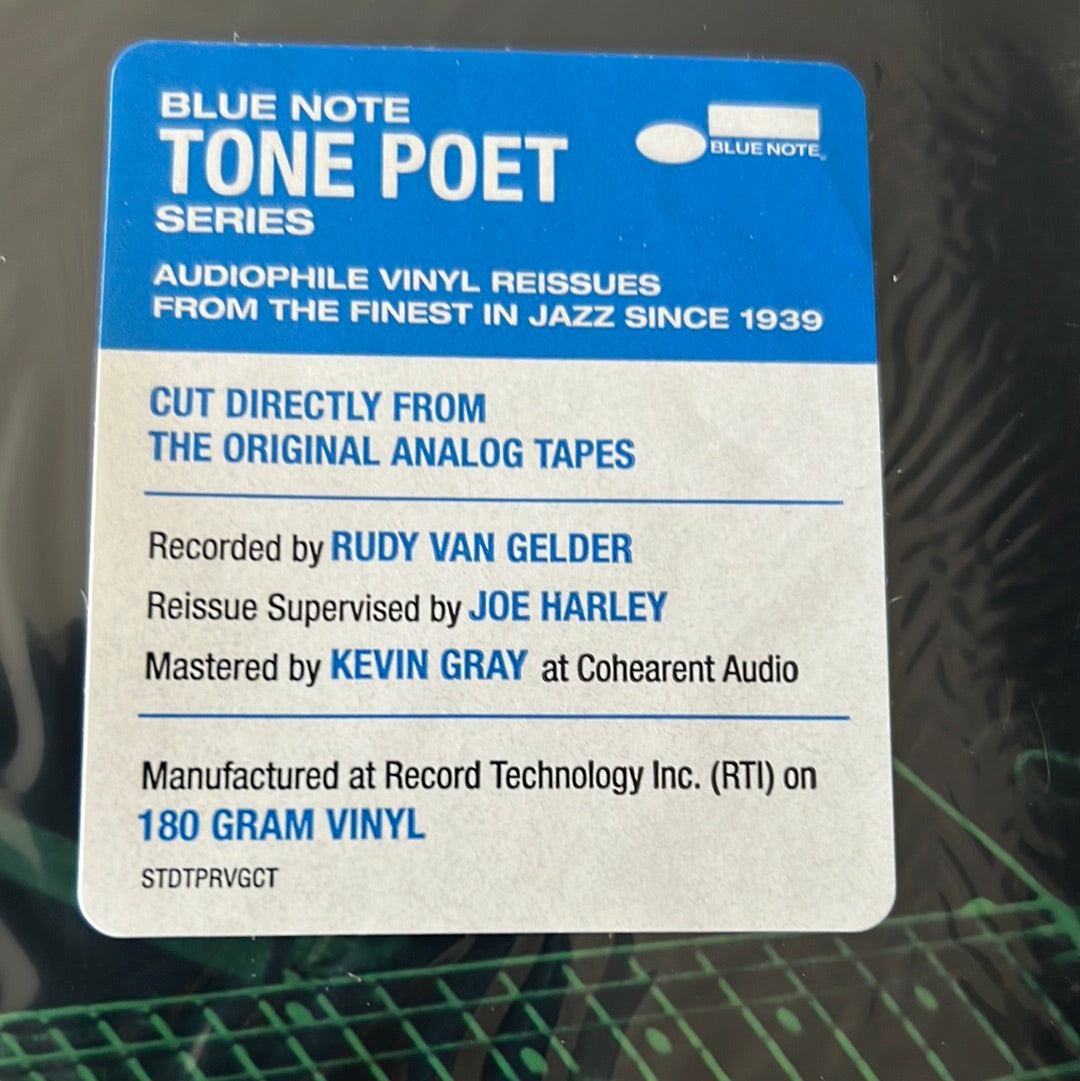 BLUE NOTE
TONE POET
SERIES
BLUE NOTE
AUDIOPHILE VINYL REISSUES
FROM THE FINEST IN JAZZ SINCE 1939
CUT DIRECTLY FROM
THE ORIGINAL ANALOG TAPES
Recorded by RUDY VAN GELDER
Reissue Supervised by JOE HARLEY
Mastered by KEVIN GRAY at Cohearent Audio
Manufactured at Record Technology Inc. (RTI) on
180 GRAM VINYL
STDTPRVGCT